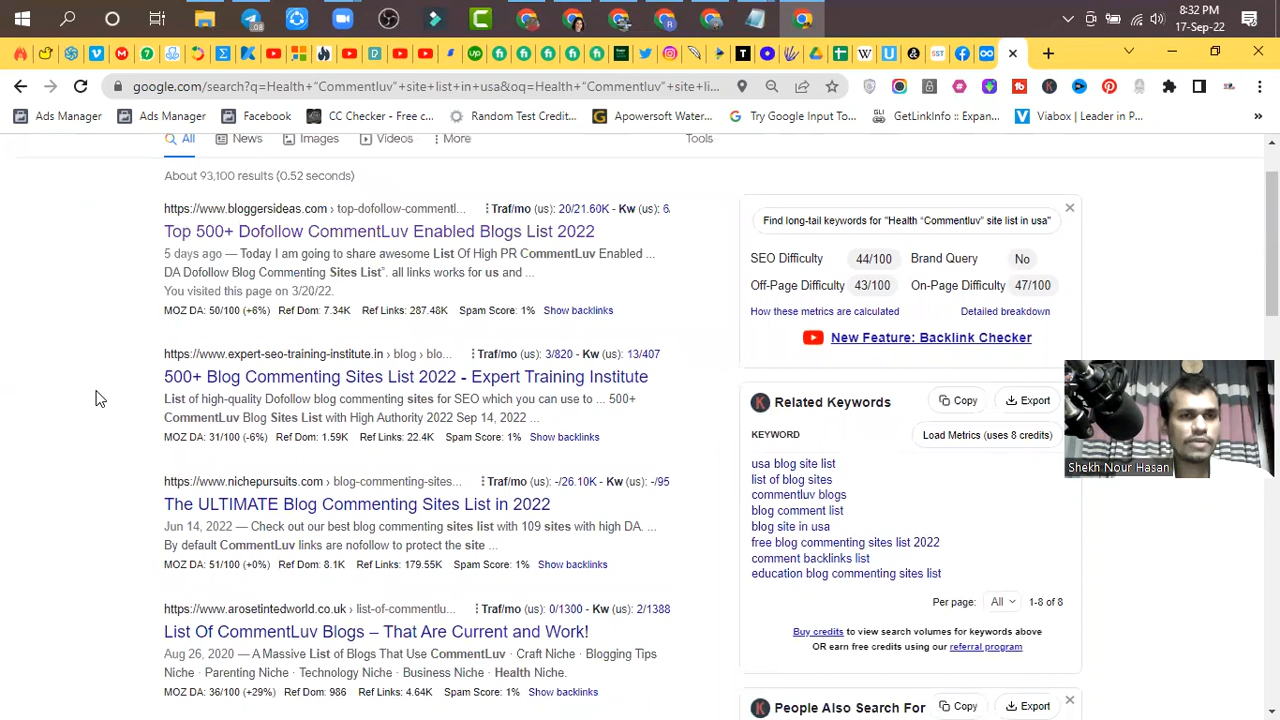 8:32 PM
17-Sep-22
google.com/search?q=Health+“Commentluv”+site+list+in+usa&oq=Health+“Commentluv”+site+li...
Ads Manager
Ads Manager
Facebook
CC Checker - Free c...
Random Test Credit...
Apowersoft Water...
Try Google Input To...
GetLinkInfo :: Expan...
Viabox | Leader in P...
All
News
Images
Videos
More
Tools
About 93,100 results (0.52 seconds)
https://www.bloggersideas.com › top-dofollow-commentl...
Traf/mo (us): 20/21.60K - Kw (us): 6
Top 500+ Dofollow CommentLuv Enabled Blogs List 2022
5 days ago — Today I am going to share awesome List Of High PR CommentLuv Enabled ...
DA Dofollow Blog Commenting Sites List”. all links works for us and ...
You visited this page on 3/20/22.
MOZ DA: 50/100 (+6%) Ref Dom: 7.34K Ref Links: 287.48K Spam Score: 1% Show backlinks
https://www.expert-seo-training-institute.in › blog › blo...
Traf/mo (us): 3/820 - Kw (us): 13/407
500+ Blog Commenting Sites List 2022 - Expert Training Institute
List of high-quality Dofollow blog commenting sites for SEO which you can use to ... 500+
CommentLuv Blog Sites List with High Authority 2022 Sep 14, 2022 ...
MOZ DA: 31/100 (-6%) Ref Dom: 1.59K Ref Links: 22.4K Spam Score: 1% Show backlinks
https://www.nichepursuits.com › blog-commenting-sites...
Traf/mo (us): -/26.10K - Kw (us): -/95
The ULTIMATE Blog Commenting Sites List in 2022
Jun 14, 2022 — Check out our best blog commenting sites list with 109 sites with high DA. ...
By default CommentLuv links are nofollow to protect the site ...
MOZ DA: 51/100 (+0%) Ref Dom: 8.1K Ref Links: 179.55K Spam Score: 1% Show backlinks
https://www.arosetintedworld.co.uk › list-of-commentlu...
Traf/mo (us): 0/1300 - Kw (us): 2/1388
List Of CommentLuv Blogs – That Are Current and Work!
Aug 26, 2020 — A Massive List of Blogs That Use CommentLuv · Craft Niche · Blogging Tips
Niche · Parenting Niche · Technology Niche · Business Niche · Health Niche.
MOZ DA: 36/100 (+29%) Ref Dom: 986 Ref Links: 4.64K Spam Score: 1% Show backlinks
Find long-tail keywords for "Health “Commentluv” site list in usa"
SEO Difficulty 44/100 Brand Query No
Off-Page Difficulty 43/100 On-Page Difficulty 47/100
How these metrics are calculated
Detailed breakdown
New Feature: Backlink Checker
Related Keywords
Copy
Export
KEYWORD
Load Metrics (uses 8 credits)
usa blog site list
list of blog sites
commentluv blogs
blog comment list
blog site in usa
free blog commenting sites list 2022
comment backlinks list
education blog commenting sites list
Per page: All 1-8 of 8
Buy credits to view search volumes for keywords above
OR earn free credits using our referral program
People Also Search For
Copy
Export
Shekh Nour Hasan